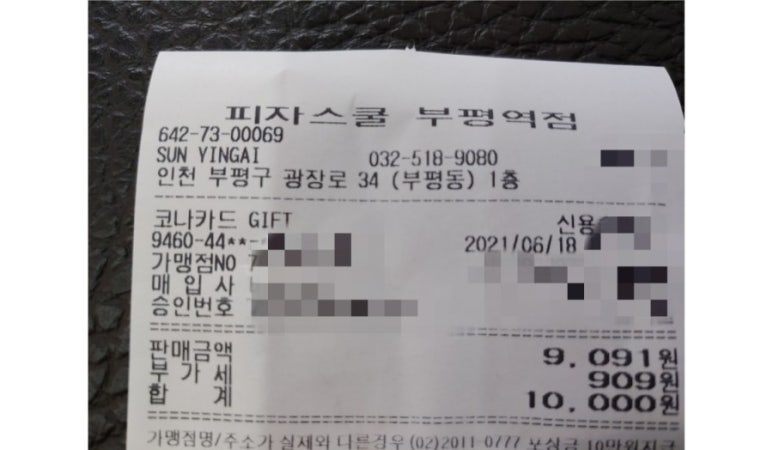 피자스쿨 부평역점
642-73-00069
SUN YINGAI 032-518-9080
인천 부평구 광장로 34 (부평동) 1층
코나카드 GIFT 신용
9460-44**- 2021/06/18
가맹점NO 7
매 입 사
승인번호
판매금액 9,091원
부 가 세 909원
합 계 10,000원
가맹점명/주소가 실제와 다른경우 (02)2011-0777 포상금 10만원지급